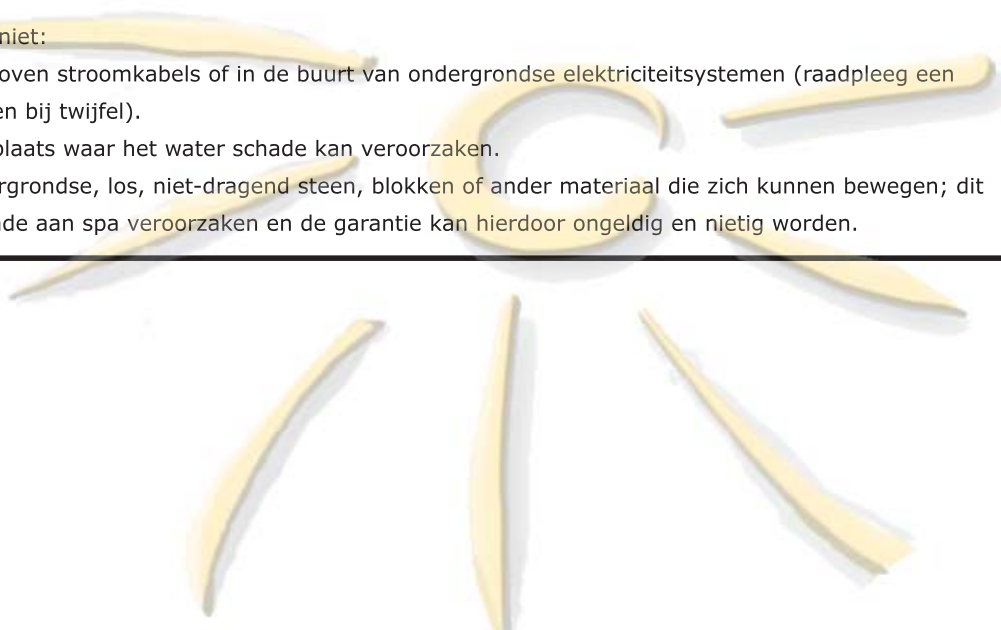 niet:
oven stroomkabels of in de buurt van ondergrondse elektriciteitsystemen (raadpleeg een
en bij twijfel).
plaats waar het water schade kan veroorzaken.
rgrondse, los, niet-dragend steen, blokken of ander materiaal die zich kunnen bewegen; dit
de aan spa veroorzaken en de garantie kan hierdoor ongeldig en nietig worden.